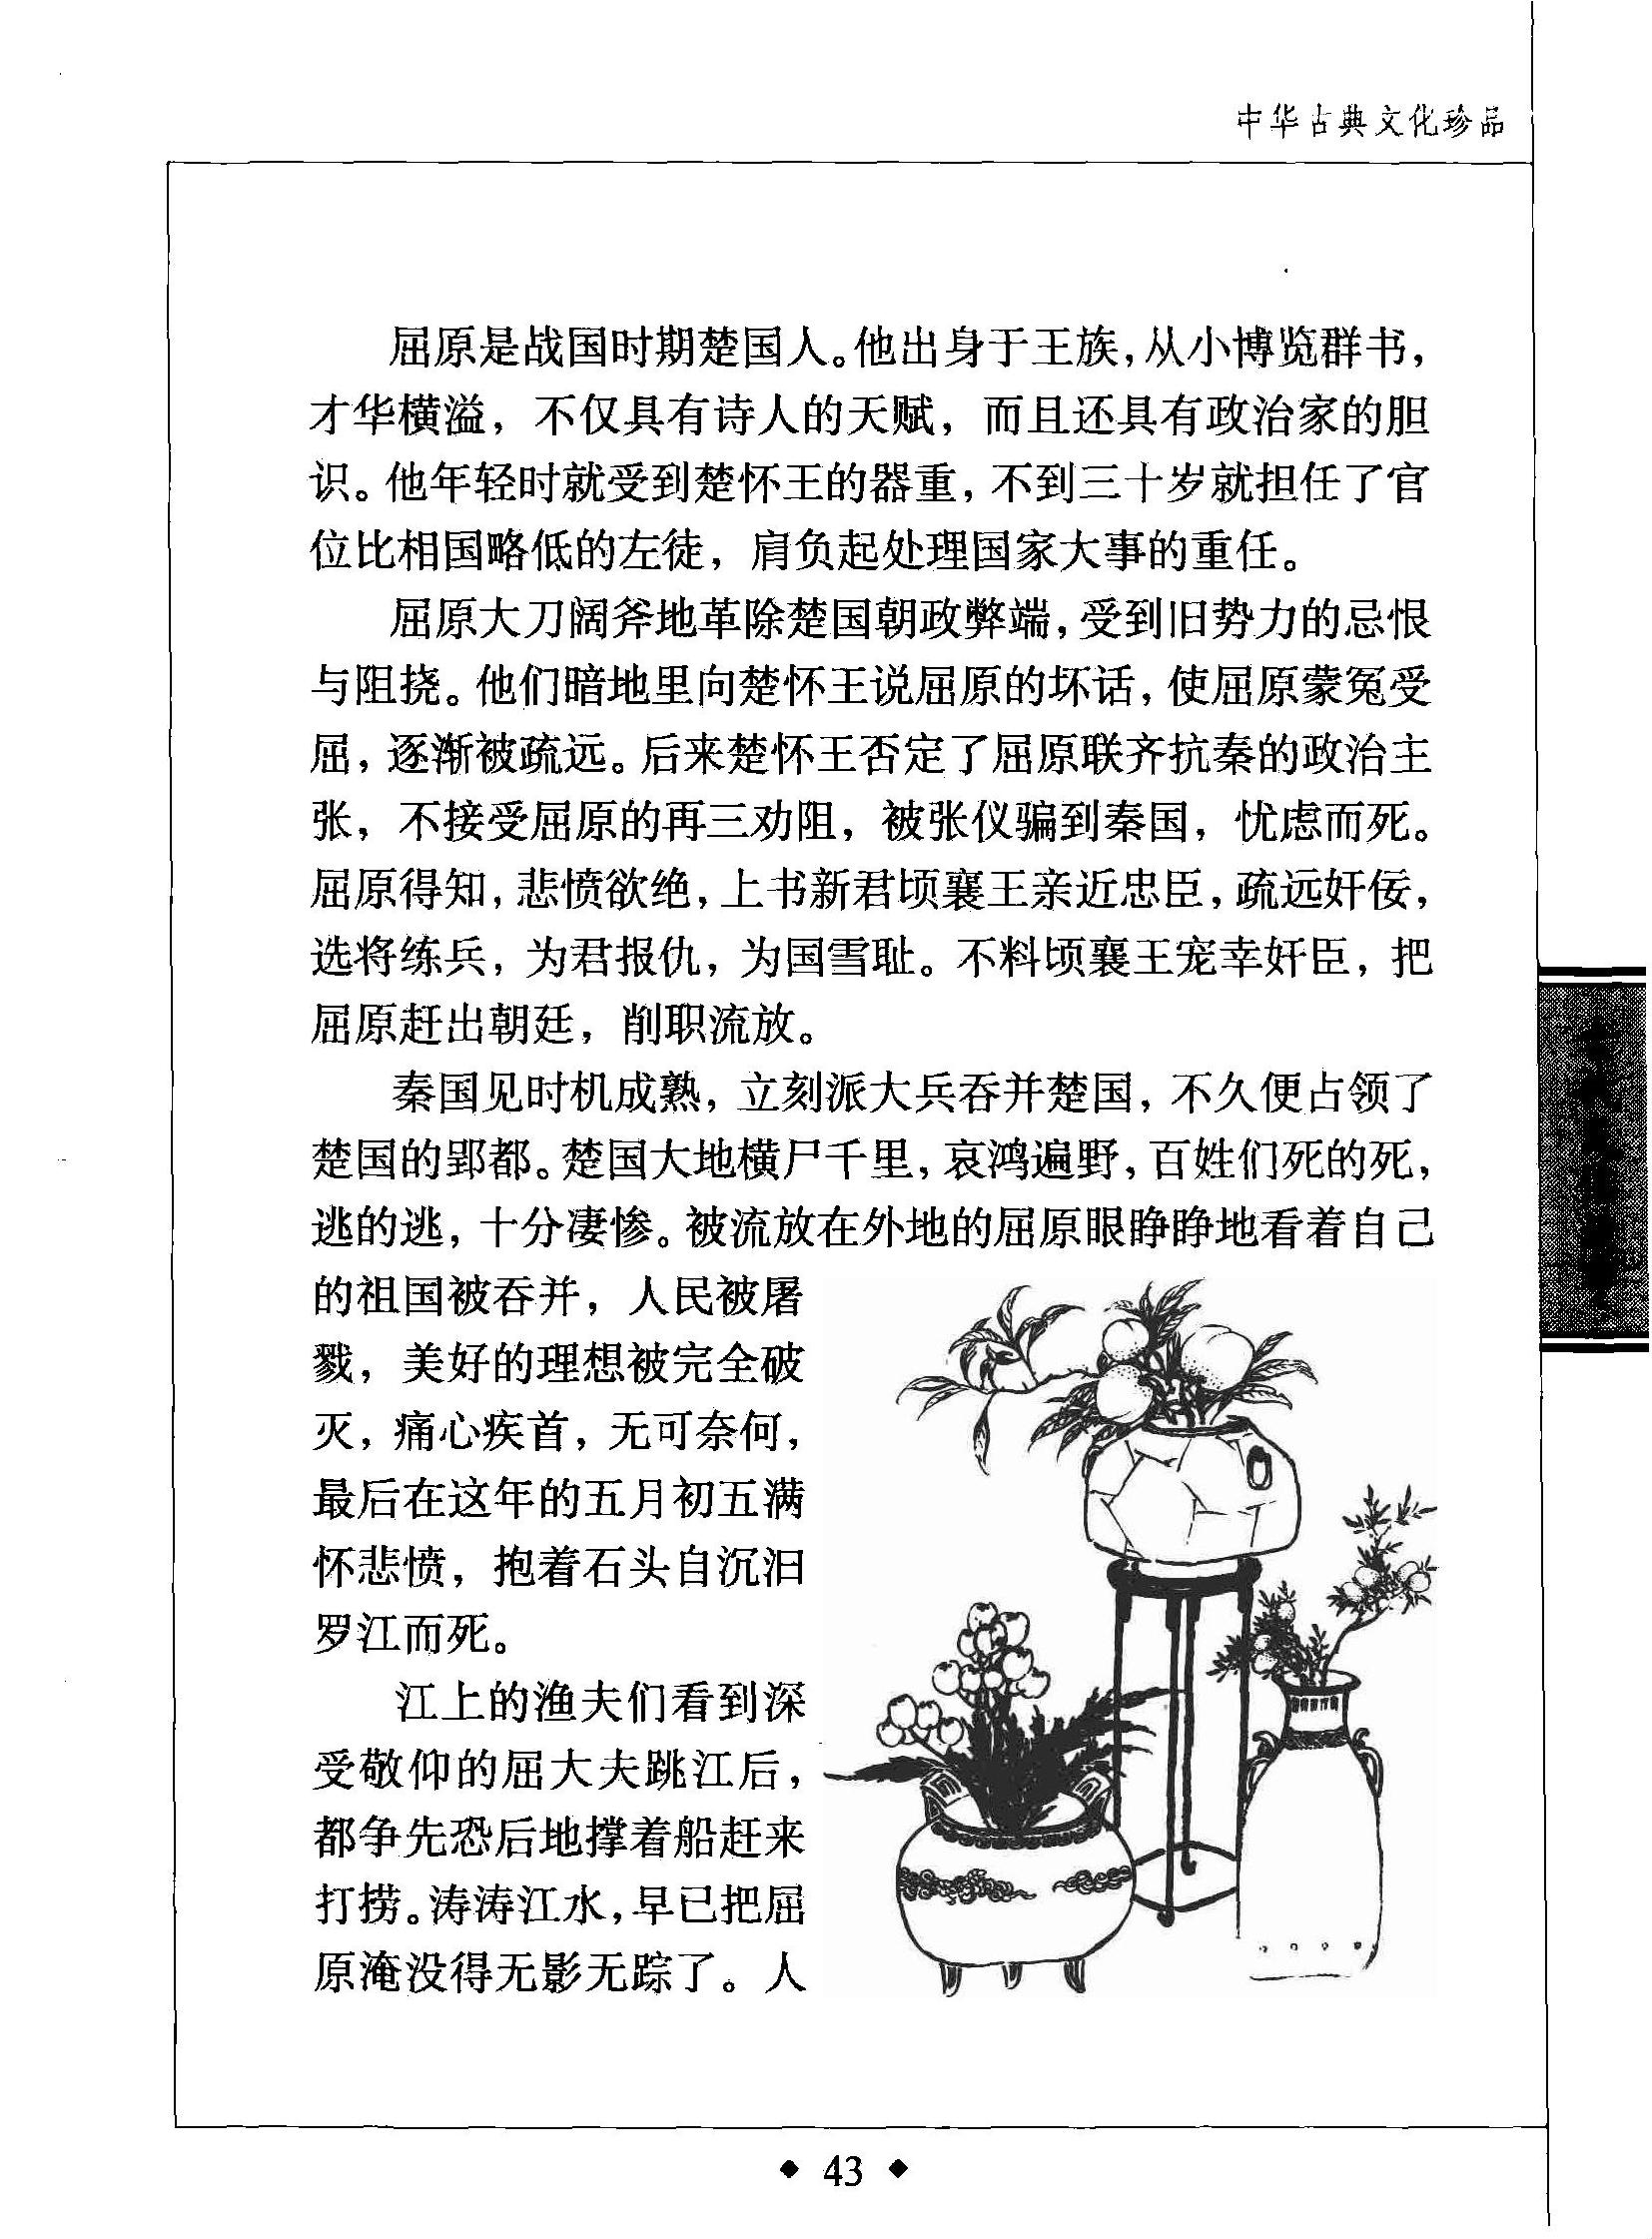 中华古典文化珍品
屈原是战国时期楚国人。他出身于王族，从小博览群书，
才华横溢，不仅具有诗人的天赋，而且还具有政治家的胆
识。他年轻时就受到楚怀王的器重，不到三十岁就担任了官
位比相国略低的左徒，肩负起处理国家大事的重任。
屈原大刀阔斧地革除楚国朝政弊端，受到旧势力的忌恨
与阻挠。他们暗地里向楚怀王说屈原的坏话，使屈原蒙冤受
屈，逐渐被疏远。后来楚怀王否定了屈原联齐抗秦的政治主
张，不接受屈原的再三劝阻，被张仪骗到秦国，忧虑而死。
屈原得知，悲愤欲绝，上书新君顷襄王亲近忠臣，疏远奸佞，
选将练兵，为君报仇，为国雪耻。不料顷襄王宠幸奸臣，把
屈原赶出朝廷，削职流放。
秦国见时机成熟，立刻派大兵吞并楚国，不久便占领了
楚国的郢都。楚国大地横尸千里，哀鸿遍野，百姓们死的死，
逃的逃，十分凄惨。被流放在外地的屈原眼睁睁地看着自己
的祖国被吞并，人民被屠
戮，美好的理想被完全破
灭，痛心疾首，无可奈何，
最后在这年的五月初五满
怀悲愤，抱着石头自沉汨
罗江而死。
江上的渔夫们看到深
受敬仰的屈大夫跳江后，
都争先恐后地撑着船赶来
打捞。涛涛江水，早已把屈
原淹没得无影无踪了。人
◆ 43 ◆